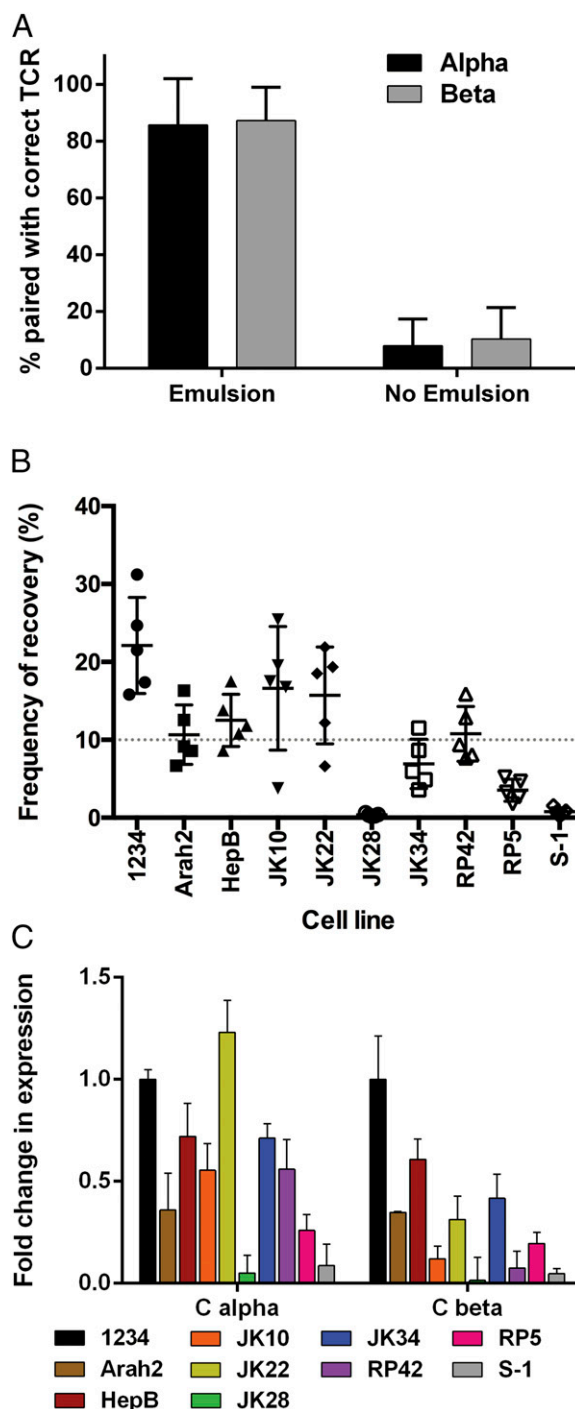 A
% paired with correct TCR
100
80
60
40
20
0
Alpha
Beta
Emulsion No Emulsion
B
Frequency of recovery (%)
40
30
20
10
0
1234 Arah2 HepB JK10 JK22 JK28 JK34 RP42 RP5 S-1
Cell line
C
Fold change in expression
1.5
1.0
0.5
0.0
C alpha C beta
1234 JK10 JK34 RP5
Arah2 JK22 RP42 S-1
HepB JK28